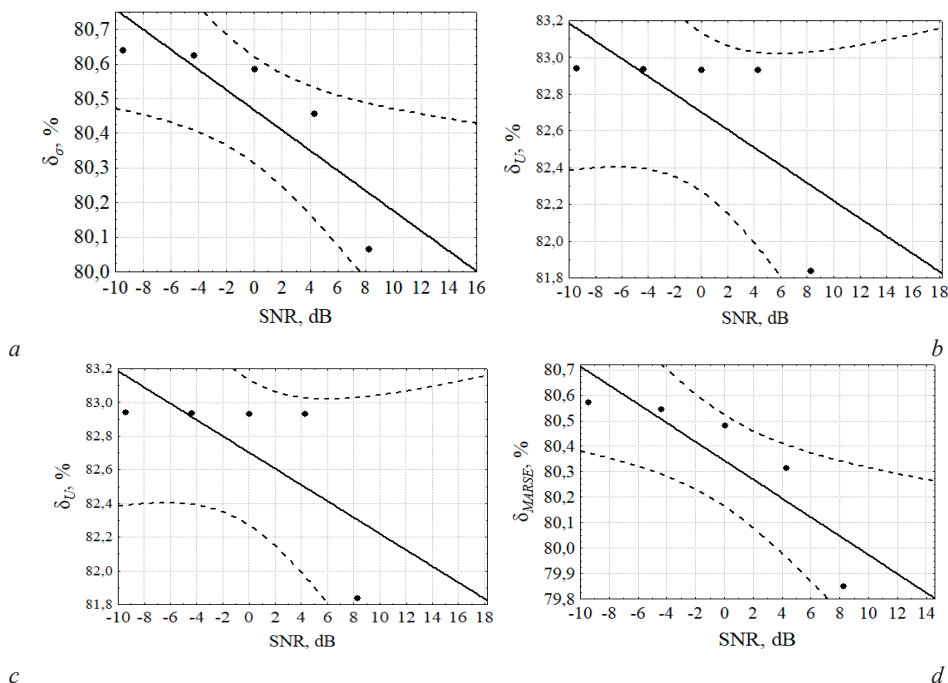 80,7
80,6
80,5
80,4
80,3
80,2
80,1
80,0
δσ, %
-10 -8 -6 -4 -2 0 2 4 6 8 10 12 14 16
SNR, dB
a
83,2
83,0
82,8
82,6
82,4
82,2
82,0
81,8
δU, %
-10 -8 -6 -4 -2 0 2 4 6 8 10 12 14 16 18
SNR, dB
b
83,2
83,0
82,8
82,6
82,4
82,2
82,0
81,8
δU, %
-10 -8 -6 -4 -2 0 2 4 6 8 10 12 14 16 18
SNR, dB
c
80,7
80,6
80,5
80,4
80,3
80,2
80,1
80,0
79,9
79,8
δMARSE, %
-10 -8 -6 -4 -2 0 2 4 6 8 10 12 14
SNR, dB
d